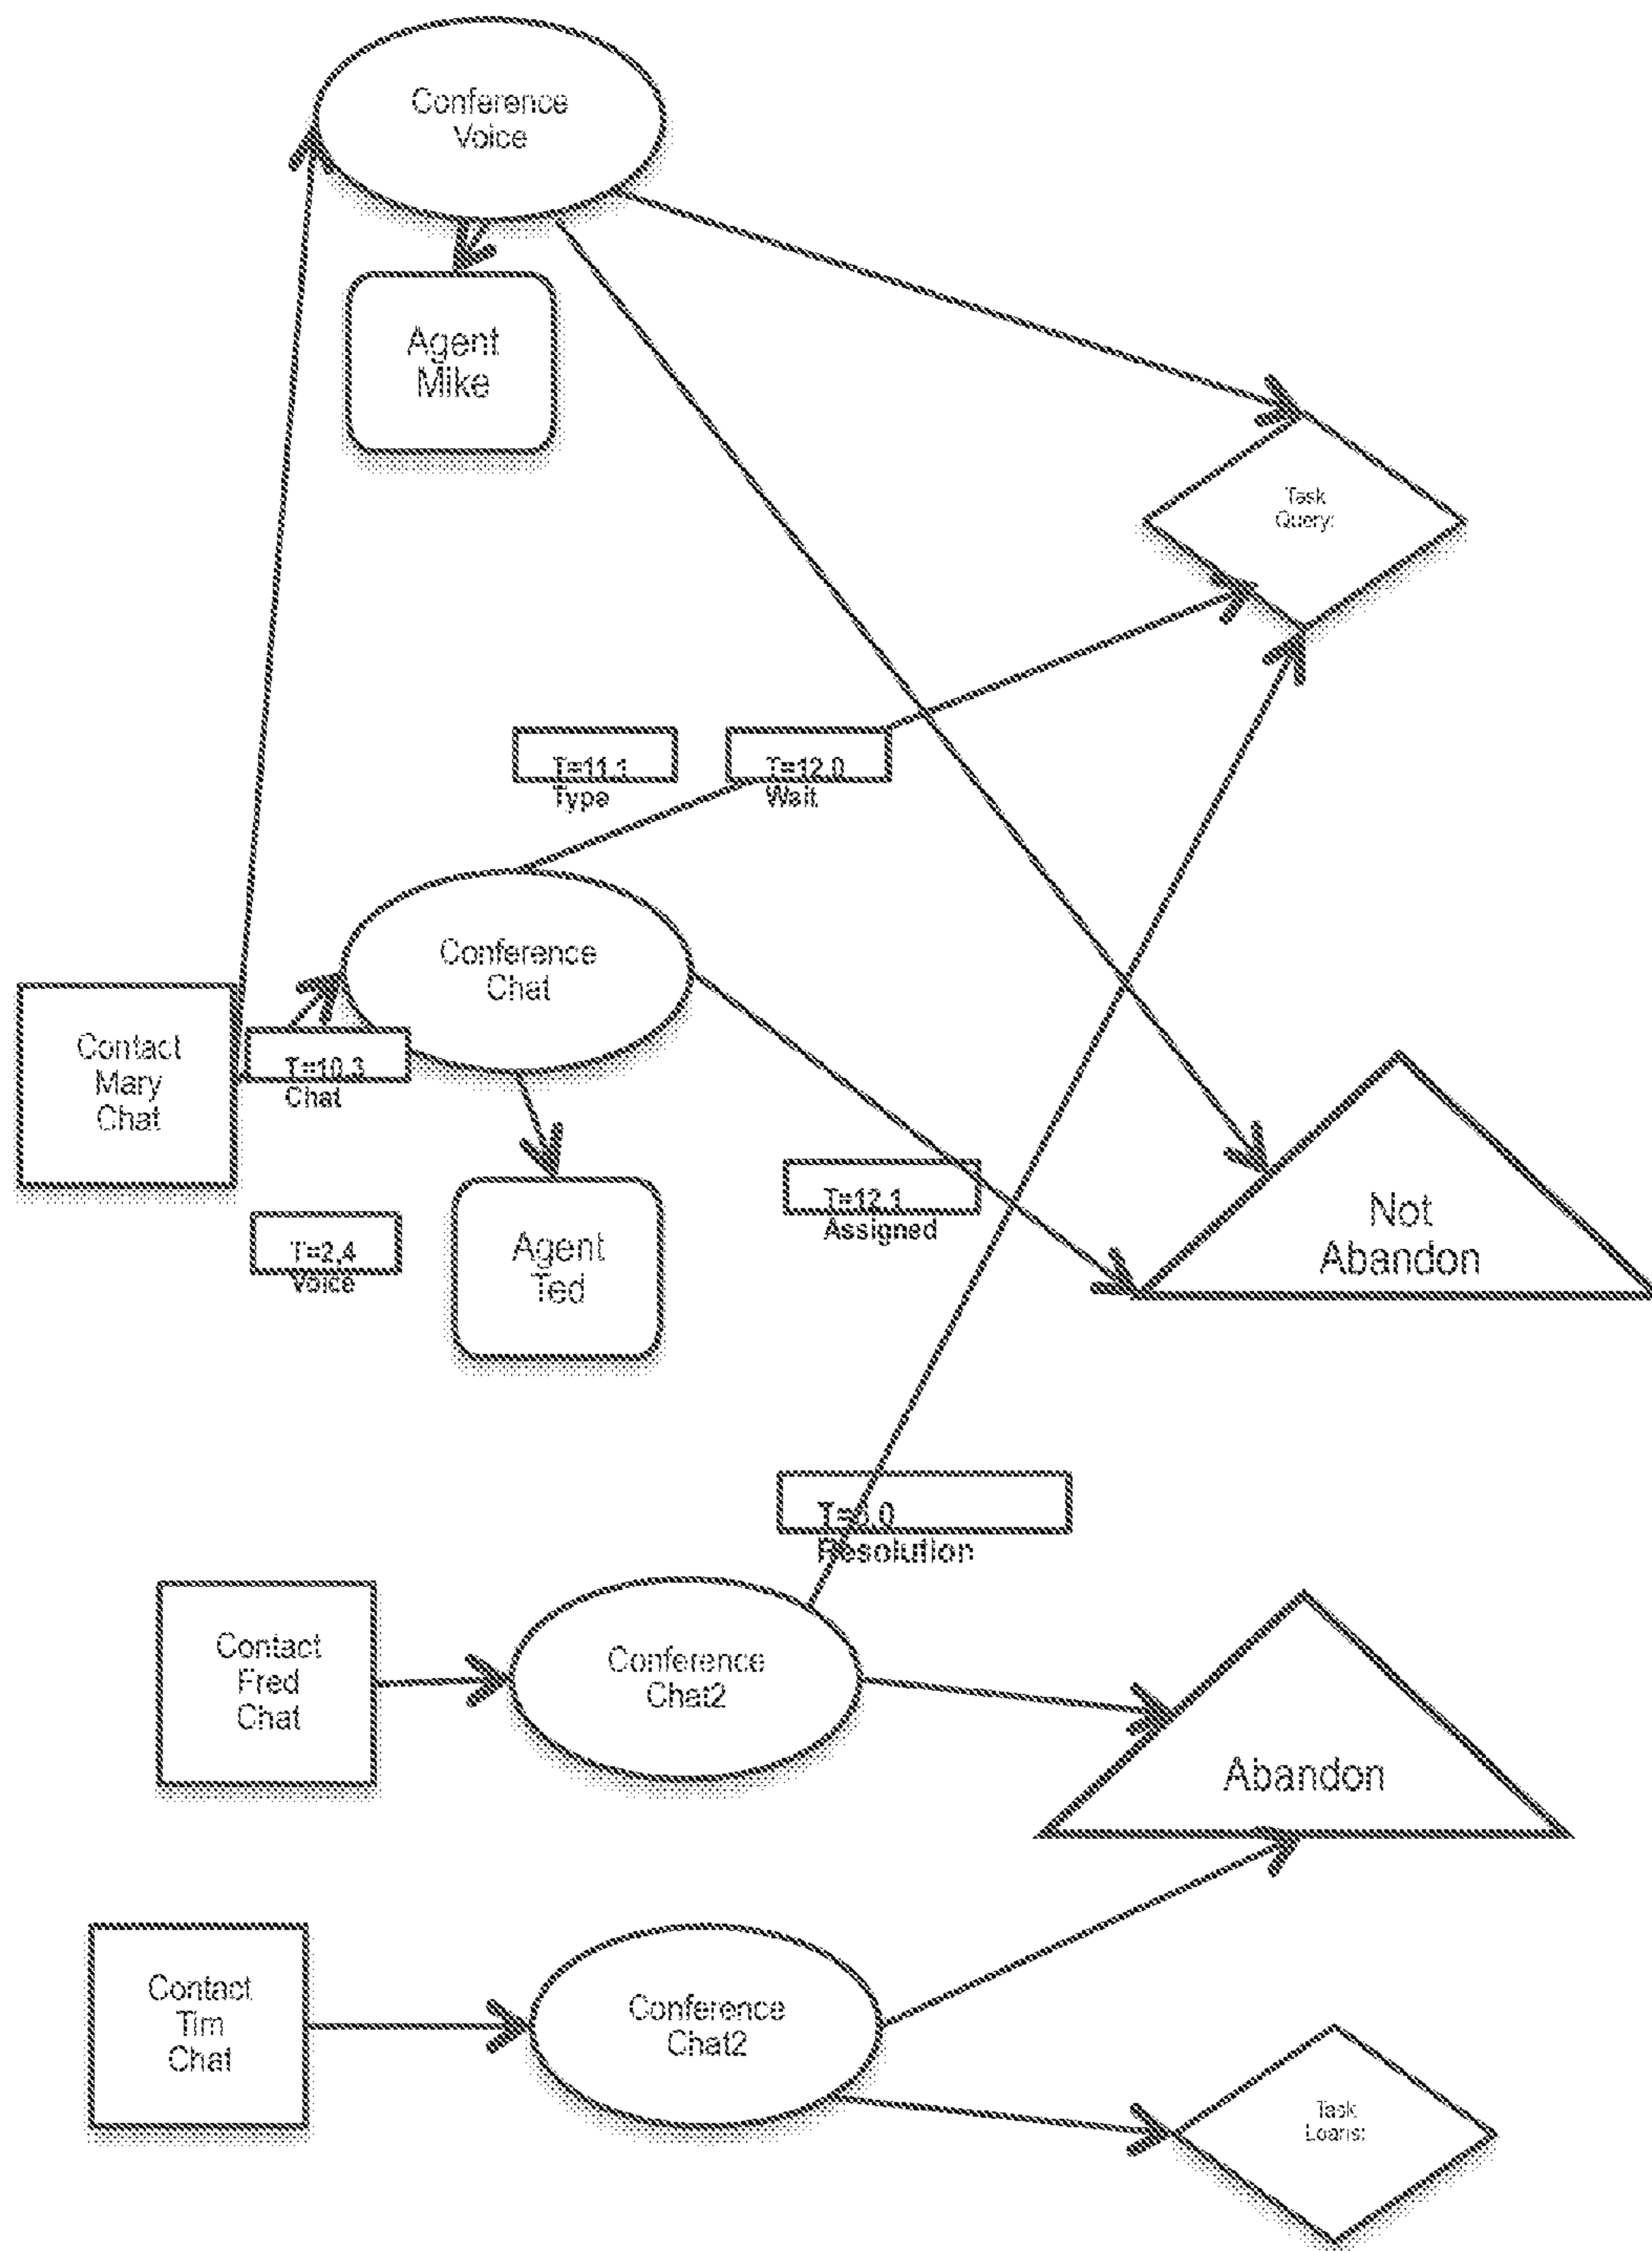 Conference
Voice
Agent
Mike
Task
Query:
T=11.1
Type
T=12.0
Wait
Conference
Chat
Contact
Mary
Chat
T=10.3
Chat
T=12.1
Assigned
Not
Abandon
T=2.4
Voice
Agent
Ted
Resolution
Contact
Fred
Chat
Conference
Chat2
Abandon
Contact
Tim
Chat
Conference
Chat2
Task
Loans: